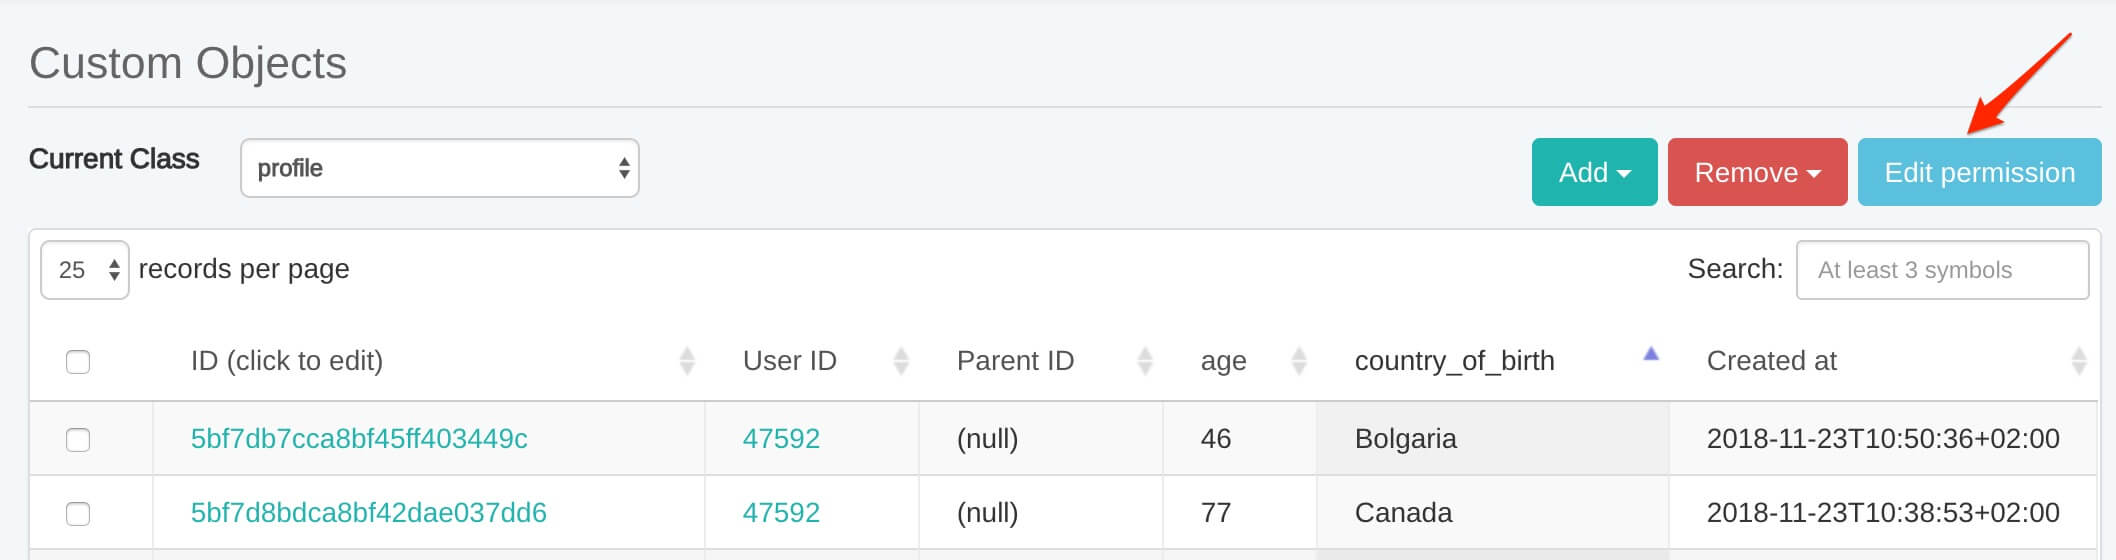 Custom Objects
Current Class profile Add Remove Edit permission
25 records per page Search: At least 3 symbols
ID (click to edit) User ID Parent ID age country_of_birth Created at
5bf7db7cca8bf45ff403449c 47592 (null) 46 Bolgaria 2018-11-23T10:50:36+02:00
5bf7d8bdca8bf42dae037dd6 47592 (null) 77 Canada 2018-11-23T10:38:53+02:00